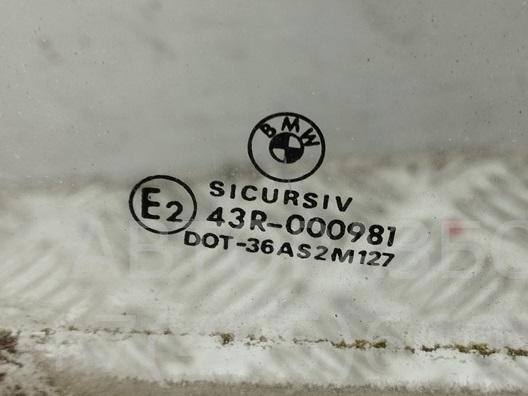 BMW
SICURSIV
E2 43R-000981
DOT-36AS2M127